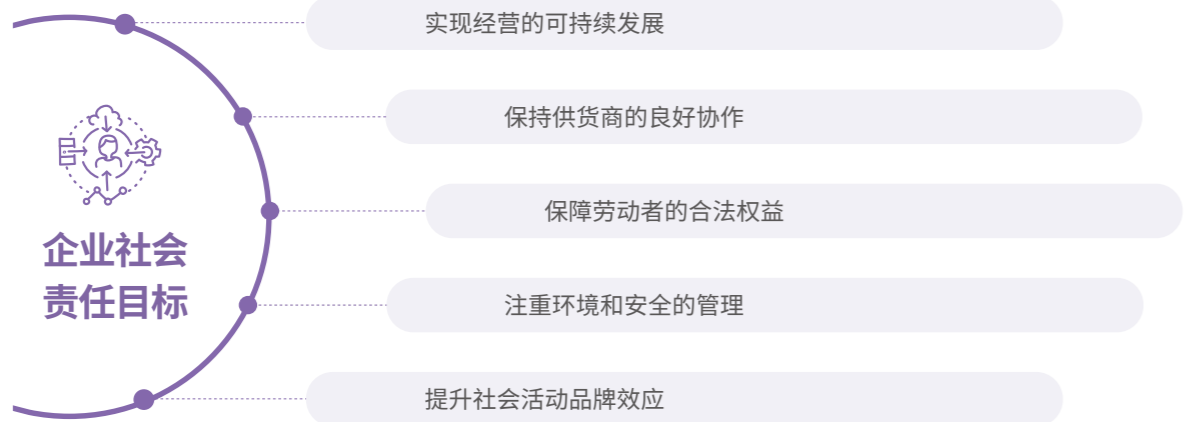 企业社会
责任目标
实现经营的可持续发展
保持供货商的良好协作
保障劳动者的合法权益
注重环境和安全的管理
提升社会活动品牌效应